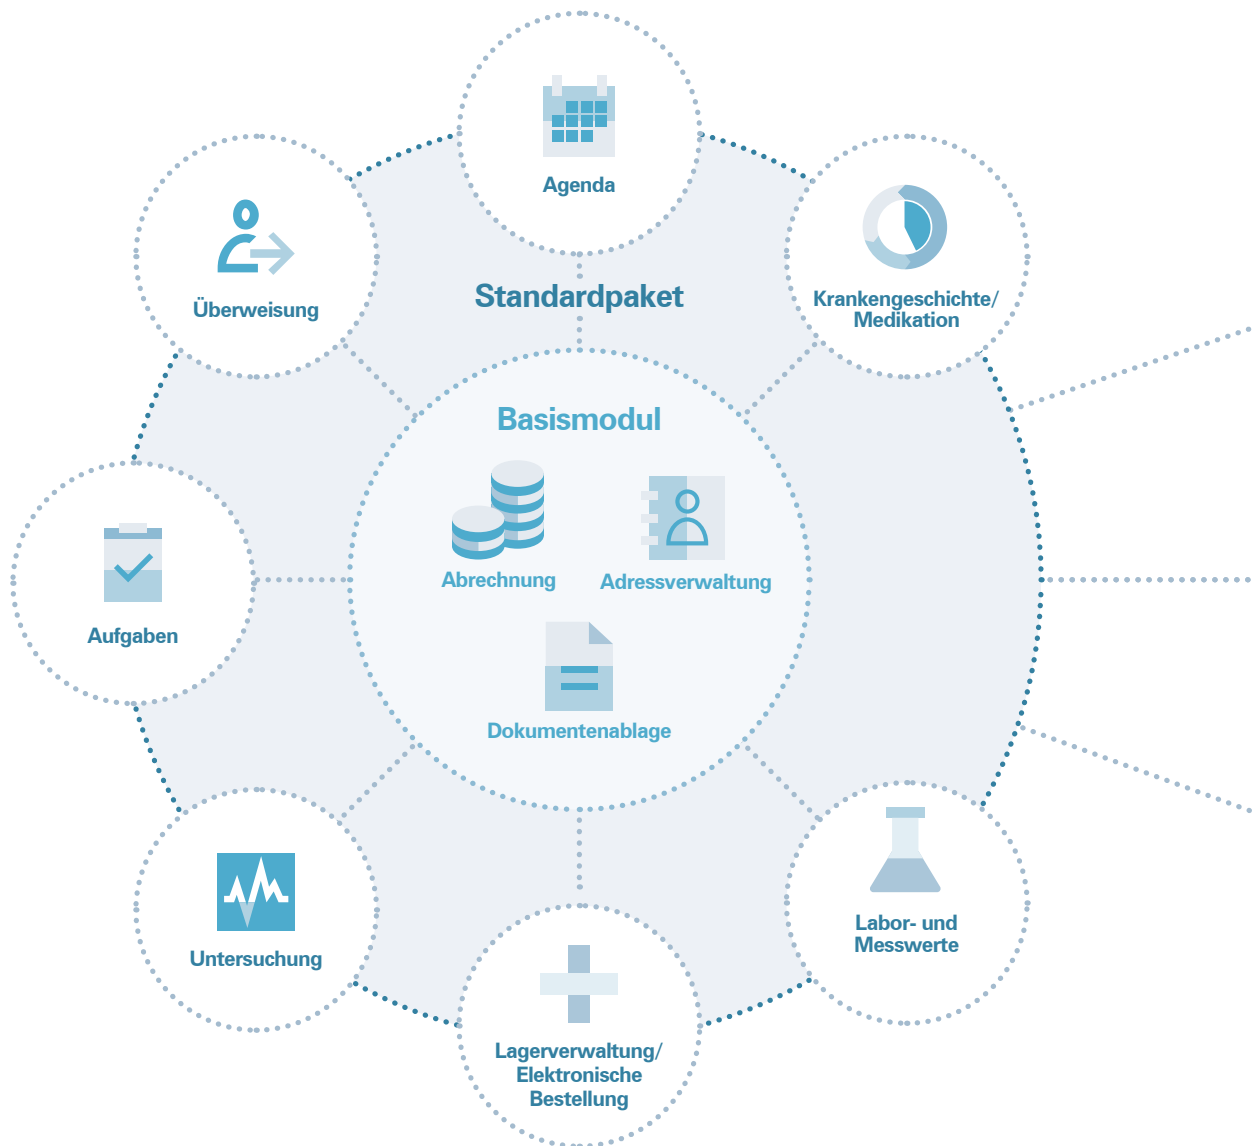 Agenda
Überweisung
Standardpaket
Krankengeschichte/
Medikation
Basismodul
Abrechnung
Adressverwaltung
Aufgaben
Dokumentenablage
Untersuchung
Labor- und
Messwerte
Lagerverwaltung/
Elektronische
Bestellung